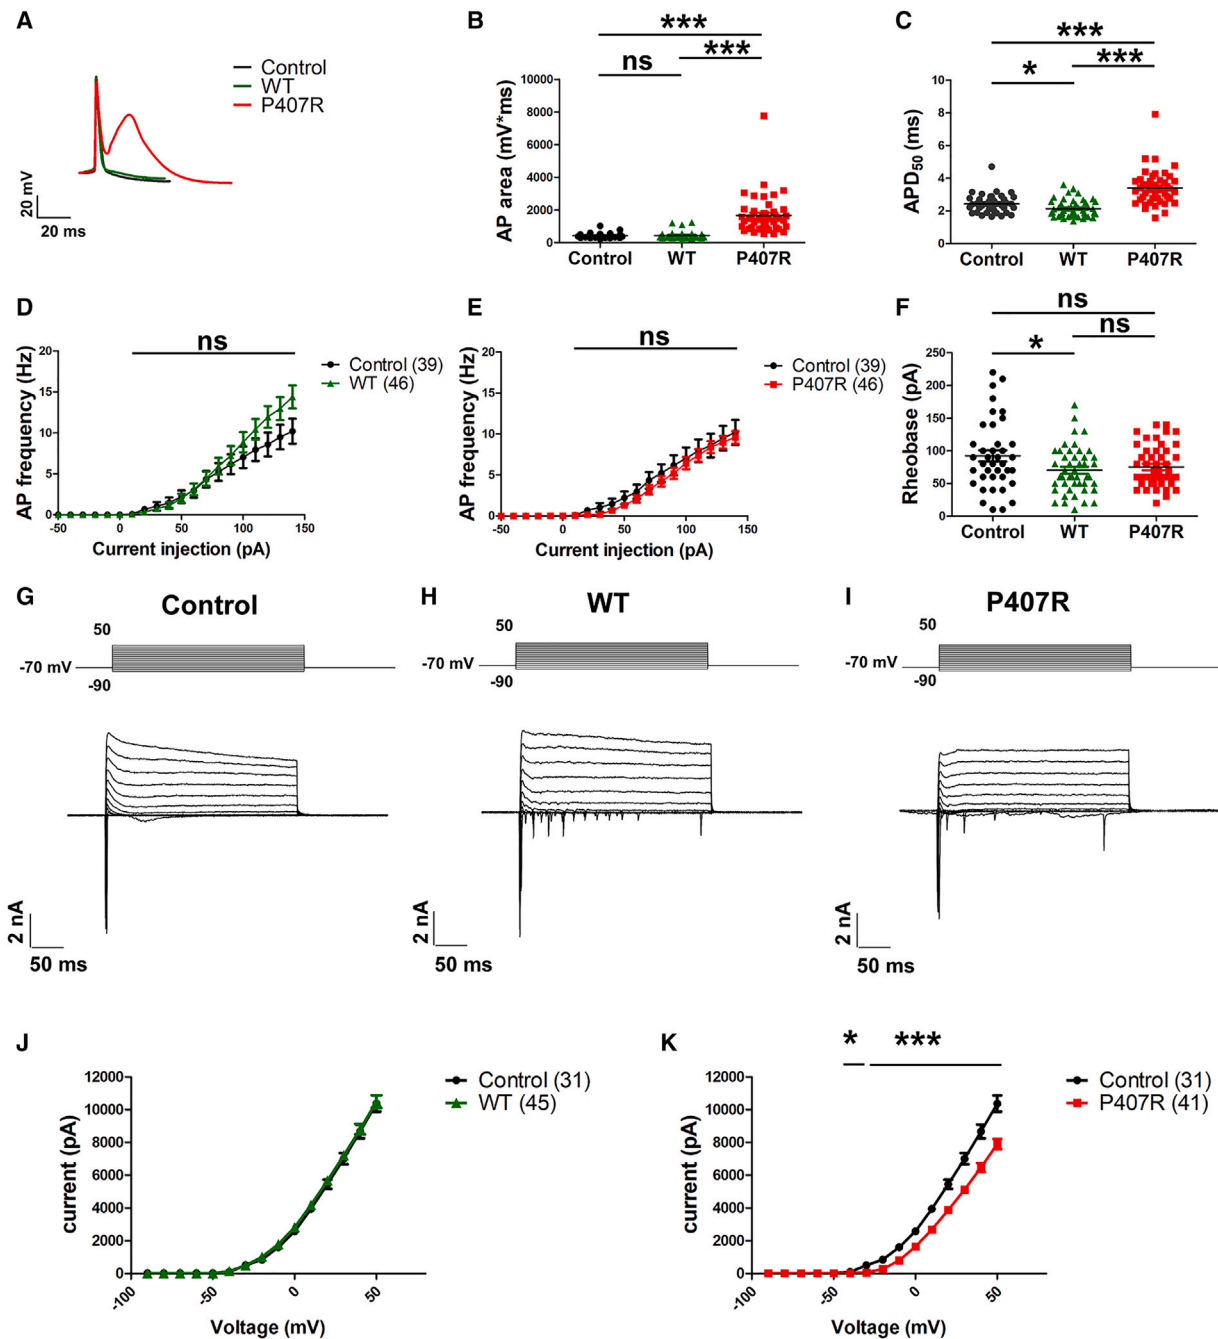 A
Control
WT
P407R
20 mV
20 ms
B
***
ns
***
AP area (mV*ms)
10000
8000
6000
4000
2000
0
Control WT P407R
C
***
*
***
APD50 (ms)
10
8
6
4
2
0
Control WT P407R
D
ns
AP frequency (Hz)
20
15
10
5
0
-50 0 50 100 150
Current injection (pA)
Control (39)
WT (46)
E
ns
AP frequency (Hz)
20
15
10
5
0
-50 0 50 100 150
Current injection (pA)
Control (39)
P407R (46)
F
ns
*
ns
Rheobase (pA)
250
200
150
100
50
0
Control WT P407R
G
Control
50
-70 mV
-90
2 nA
50 ms
H
WT
50
-70 mV
-90
2 nA
50 ms
I
P407R
50
-70 mV
-90
2 nA
50 ms
J
current (pA)
12000
10000
8000
6000
4000
2000
0
-100 -50 0 50
Voltage (mV)
Control (31)
WT (45)
K
*
***
current (pA)
12000
10000
8000
6000
4000
2000
0
-100 -50 0 50
Voltage (mV)
Control (31)
P407R (41)